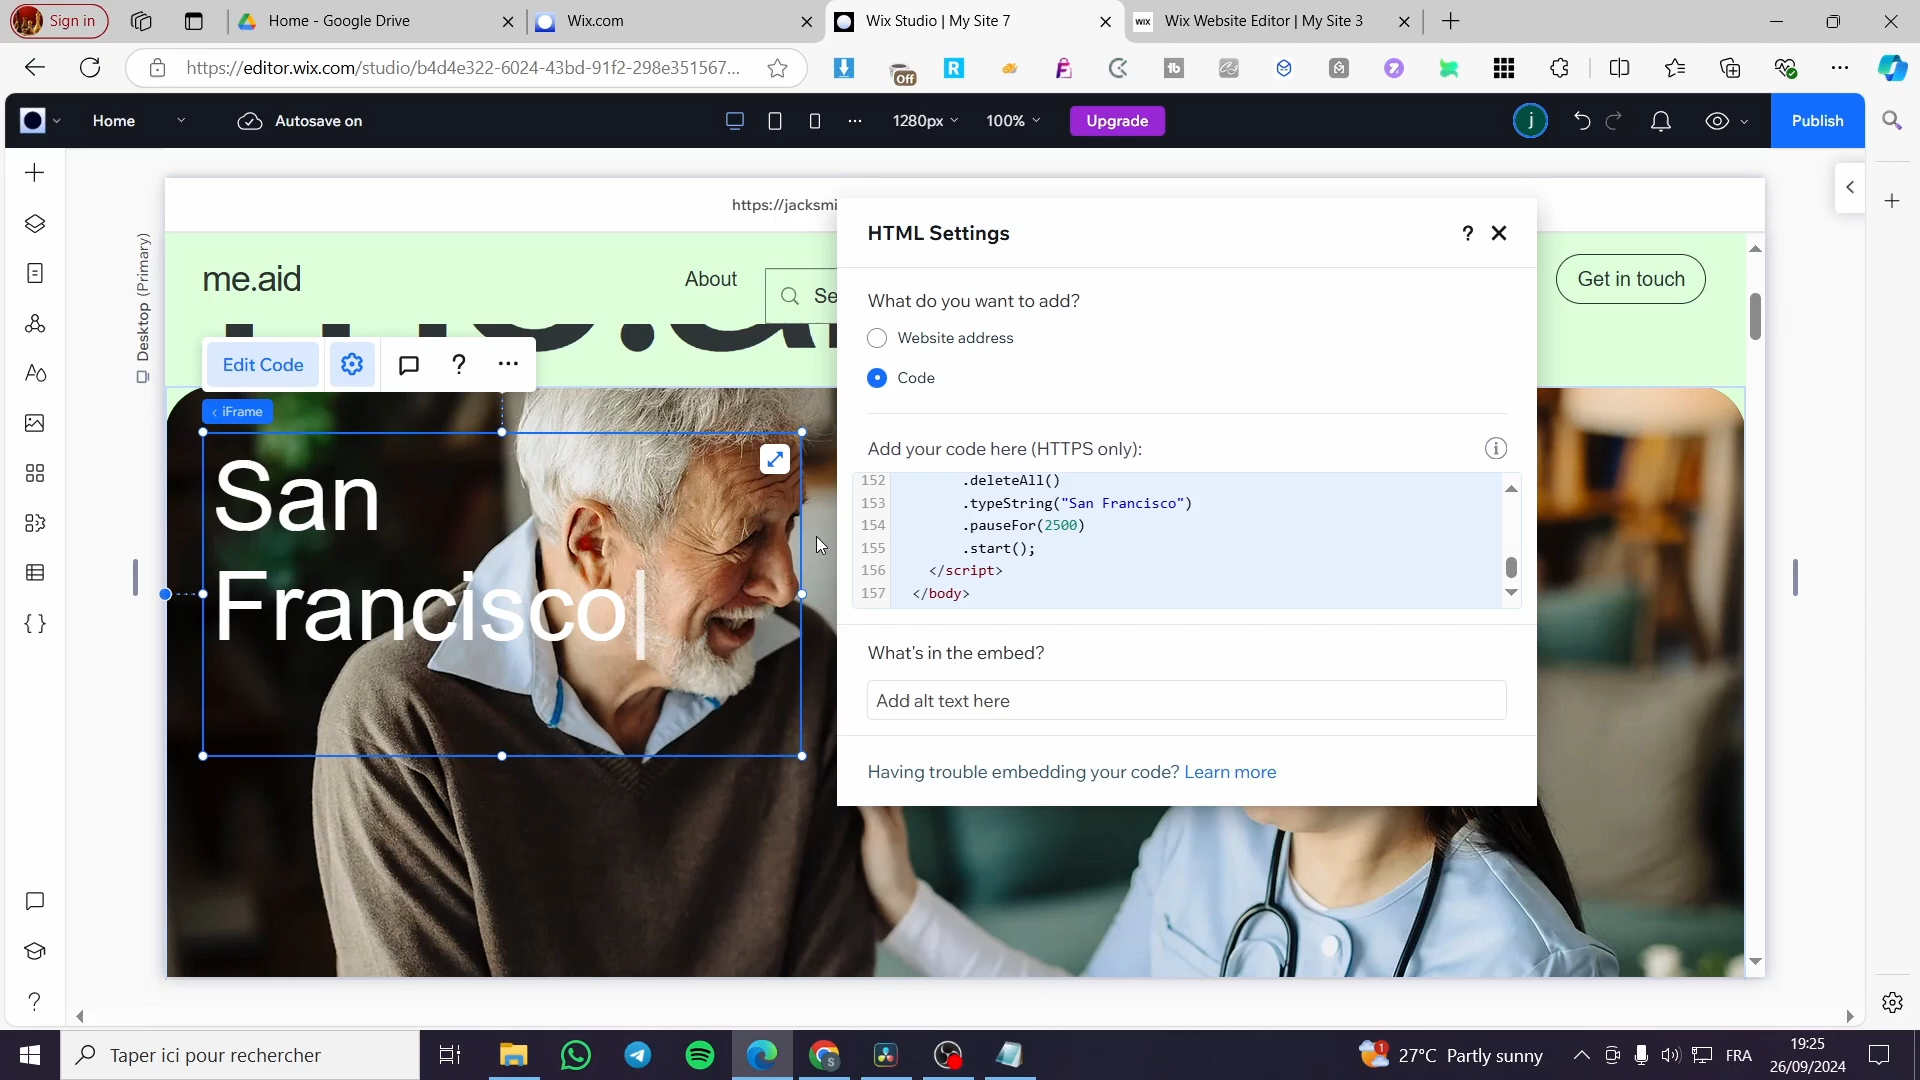 Sign in
Home - Google Drive
Wix.com
Wix Studio | My Site 7
WIX
Wix Website Editor | My Site 3
https://editor.wix.com/studio/b4d4e322-6024-43bd-91f2-298e351567...
Off
Home
Autosave on
1280px
100%
Upgrade
j
Publish
https://jacksmi
Desktop (Primary)
me.aid
About
Se
Get in touch
Edit Code
?
< iFrame
San
Francisco|
HTML Settings
?
What do you want to add?
Website address
Code
Add your code here (HTTPS only):
152 .deleteAll()
153 .typeString("San Francisco")
154 .pauseFor(2500)
155 .start();
156 </script>
157 </body>
What's in the embed?
Add alt text here
Having trouble embedding your code? Learn more
Taper ici pour rechercher
27°C Partly sunny
FRA
19:25
26/09/2024